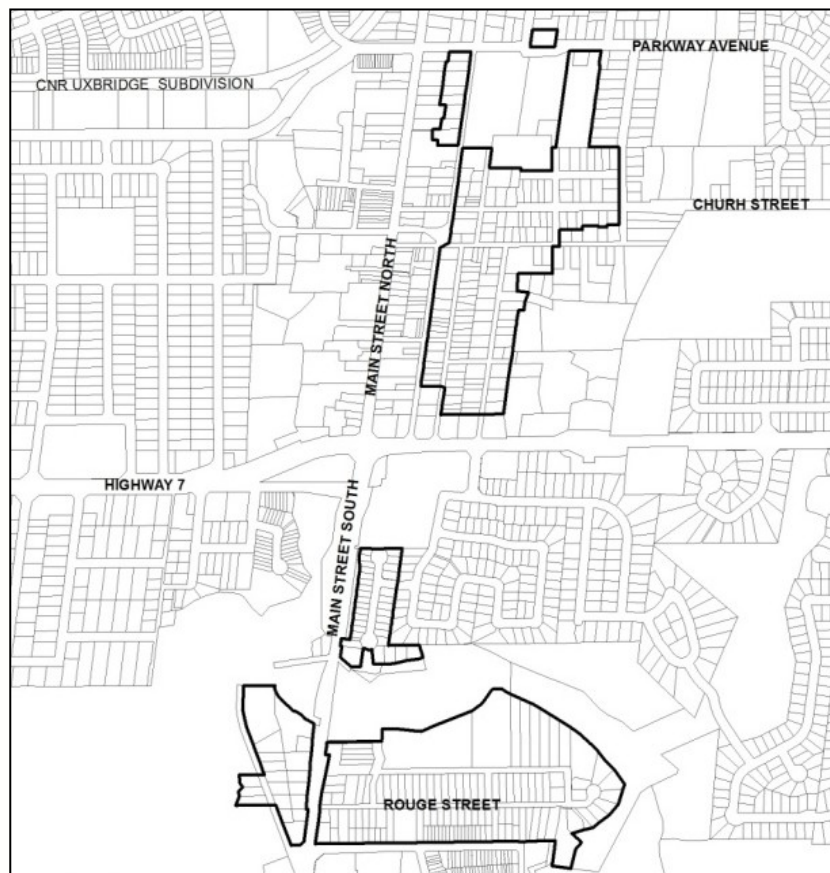 PARKWAY AVENUE
CNR UXBRIDGE SUBDIVISION
CHURH STREET
MAIN STREET NORTH
HIGHWAY 7
MAIN STREET SOUTH
ROUGE STREET